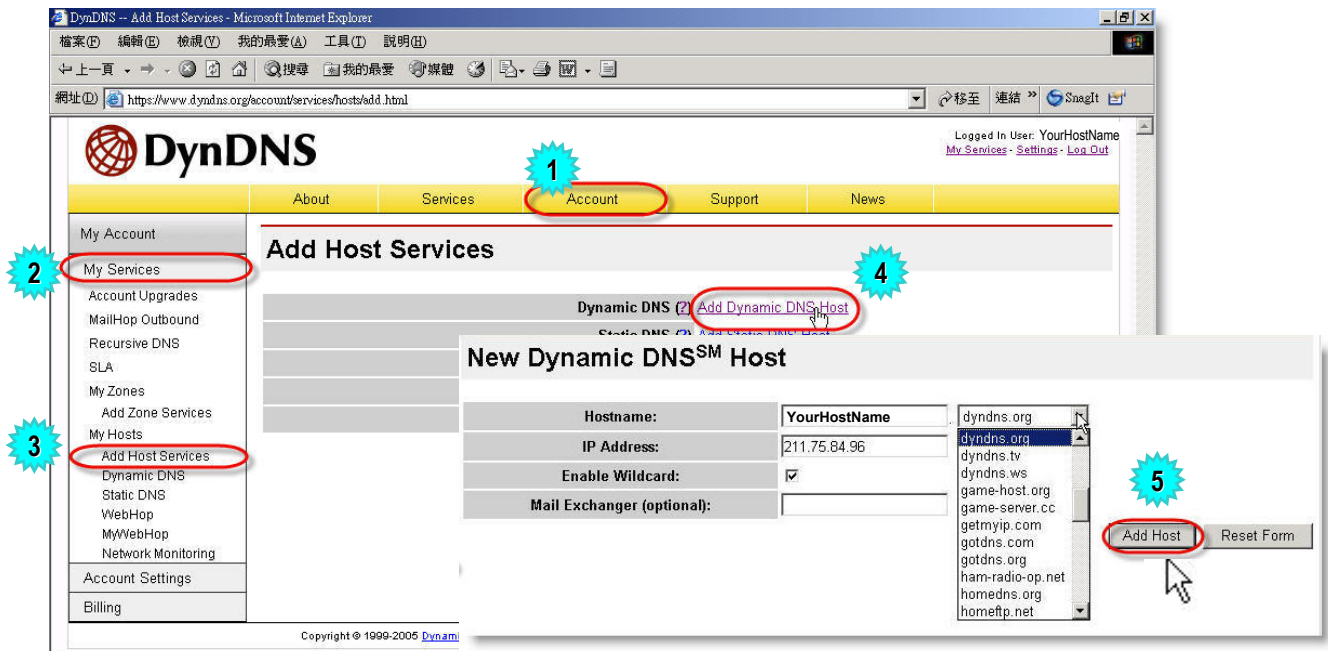 DynDNS -- Add Host Services - Microsoft Internet Explorer
檔案(F) 編輯(E) 檢視(V) 我的最愛(A) 工具(T) 說明(H)
上一頁 搜尋 我的最愛 媒體
網址(D) https://www.dyndns.org/account/services/hosts/add.html 移至 連結 » SnagIt
DynDNS
Logged In User: YourHostName
My Services - Settings - Log Out
1
About Services Account Support News
My Account
2
My Services
Account Upgrades
MailHop Outbound
Recursive DNS
SLA
My Zones
Add Zone Services
My Hosts
3
Add Host Services
Dynamic DNS
Static DNS
WebHop
MyWebHop
Network Monitoring
Account Settings
Billing
Add Host Services
4
Dynamic DNS (?) Add Dynamic DNS Host
Static DNS (?) Add Static DNS Host
New Dynamic DNSSM Host
Hostname: YourHostName . dyndns.org
IP Address: 211.75.84.96
Enable Wildcard:
Mail Exchanger (optional):
dyndns.org
dyndns.tv
dyndns.ws
game-host.org
game-server.cc
getmyip.com
gotdns.com
gotdns.org
ham-radio-op.net
homedns.org
homeftp.net
5
Add Host Reset Form
Copyright © 1999-2005 Dynami